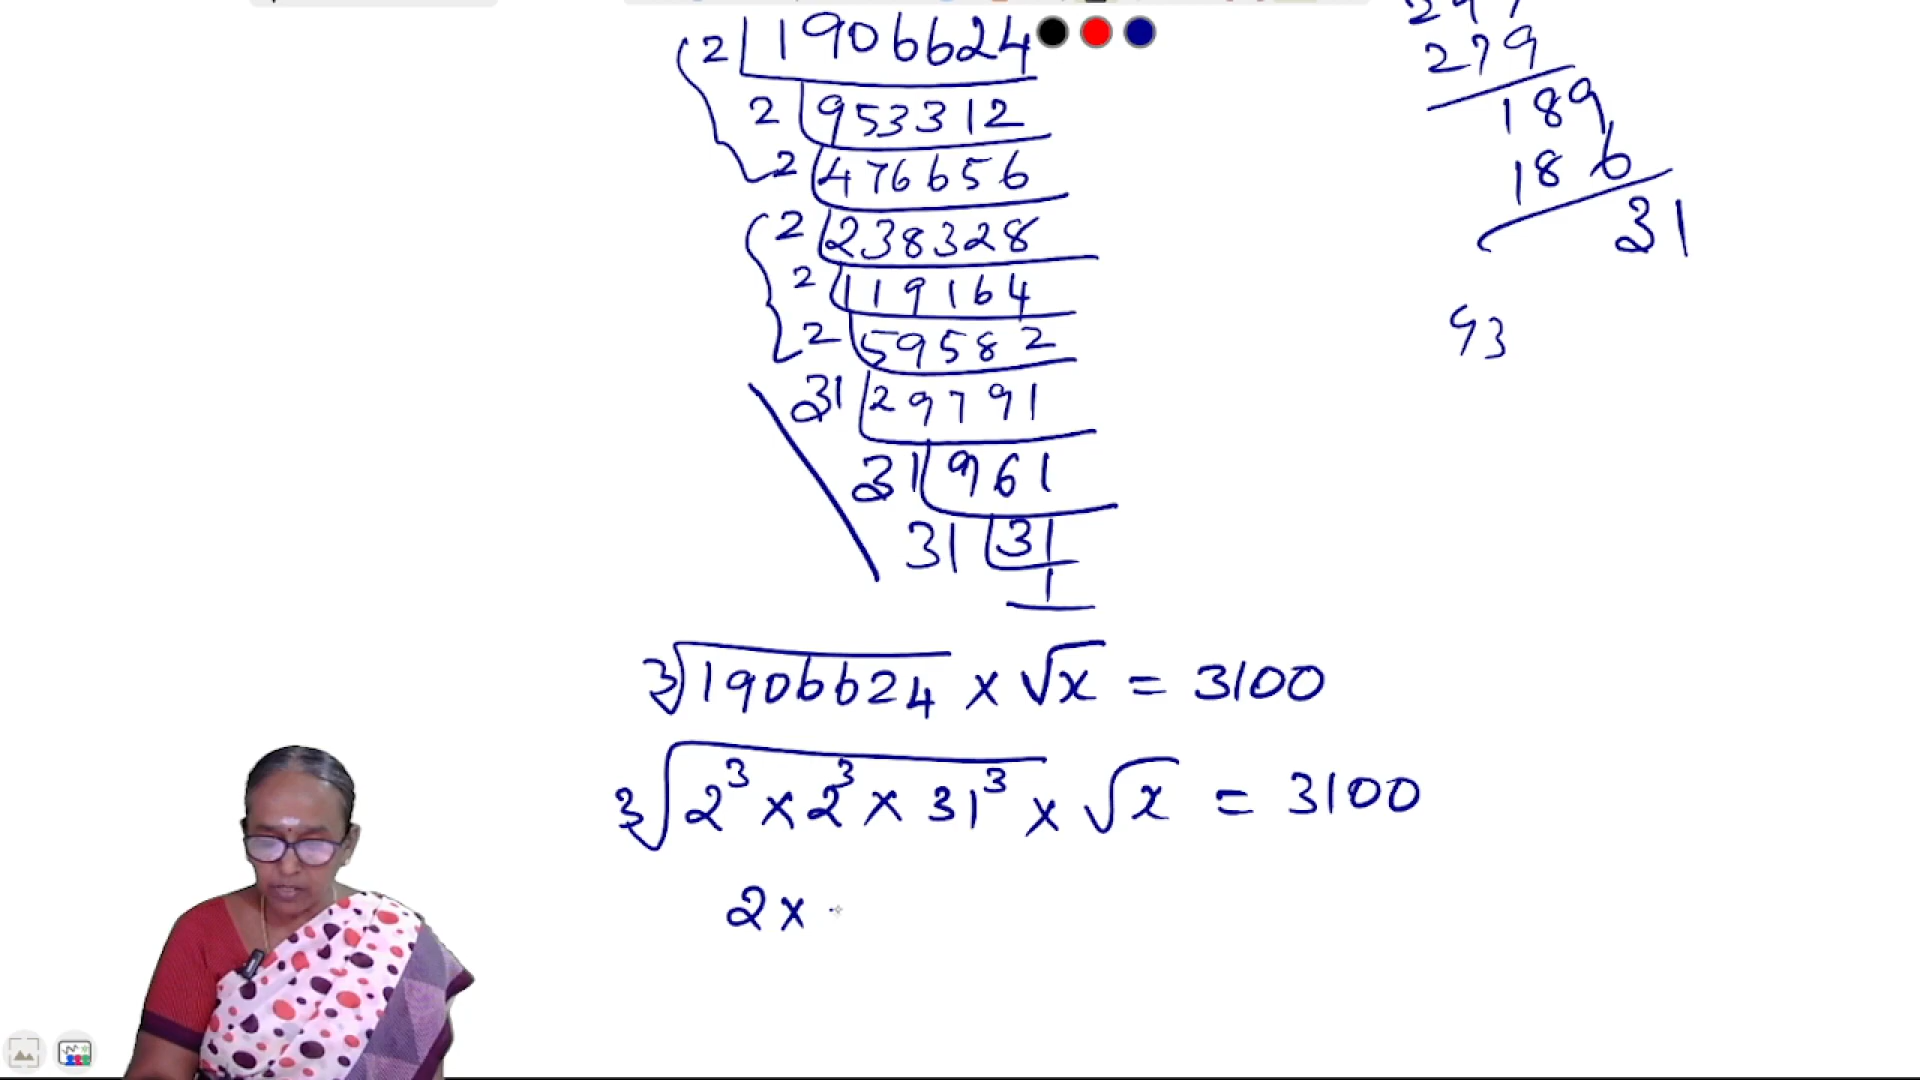 2 | 1906624
2 | 953312
2 | 476656
2 | 238328
2 | 119164
2 | 59582
31 | 29791
31 | 961
31 | 31
1
∛1906624 × √x = 3100
∛2³ × 2³ × 31³ × √x = 3100
2 ×
279
189
186
31
93